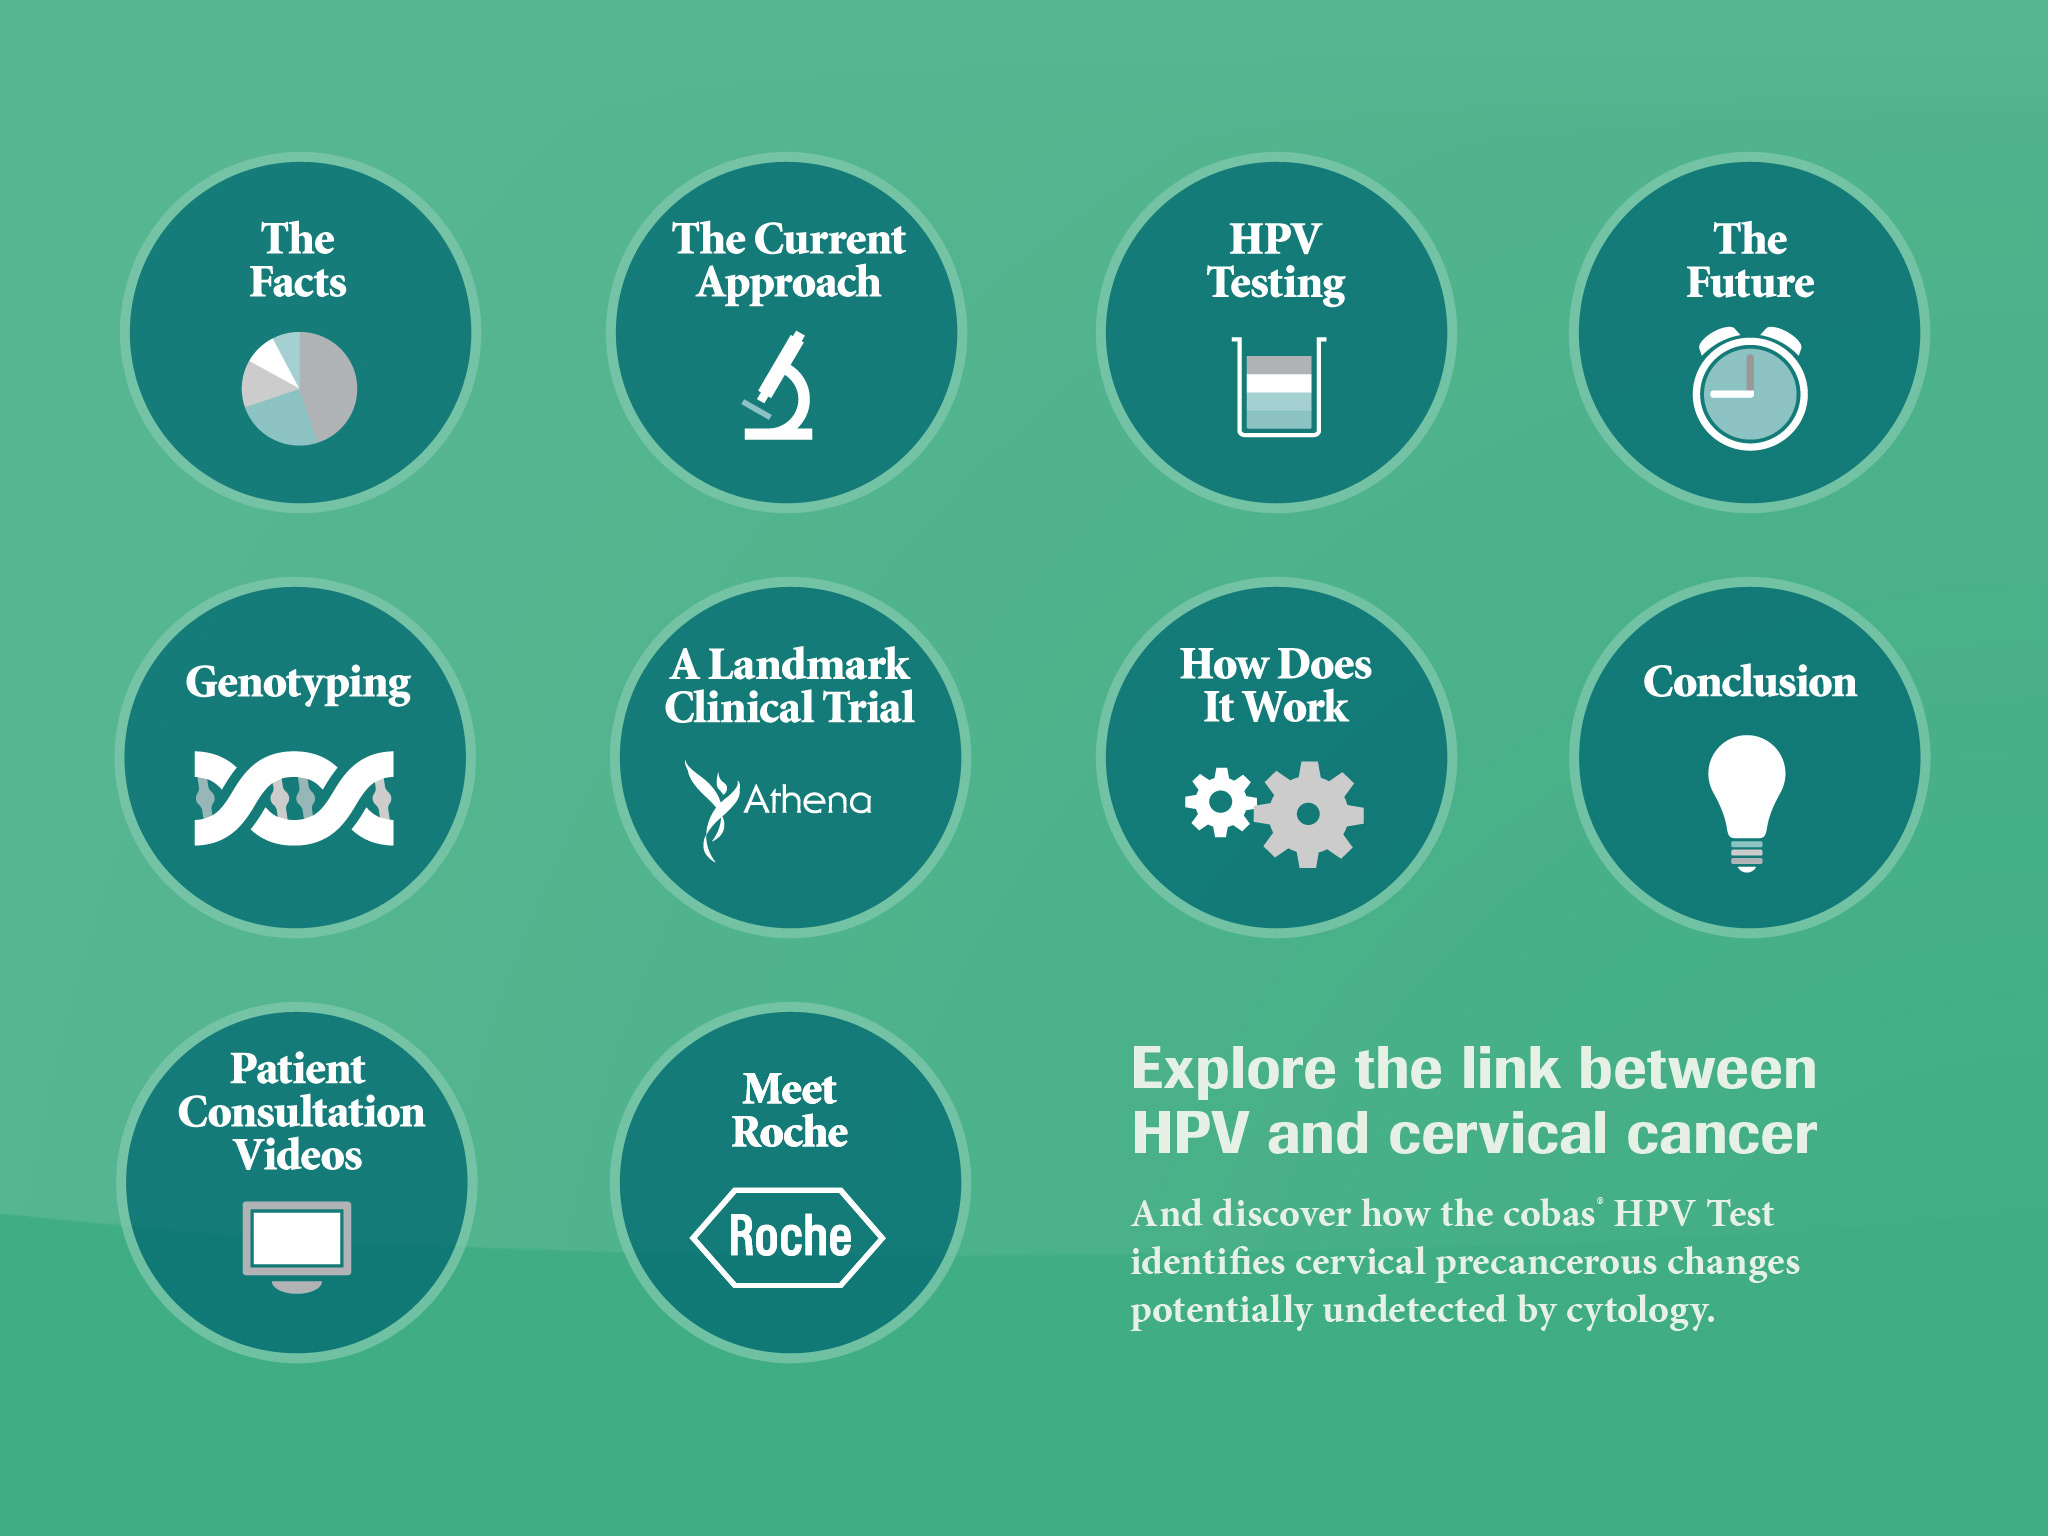 The
Facts
The Current
Approach
HPV
Testing
The
Future
Genotyping
A Landmark
Clinical Trial
Athena
How Does
It Work
Conclusion
Patient
Consultation
Videos
Meet
Roche
Roche
Explore the link between
HPV and cervical cancer
And discover how the cobas® HPV Test
identifies cervical precancerous changes
potentially undetected by cytology.